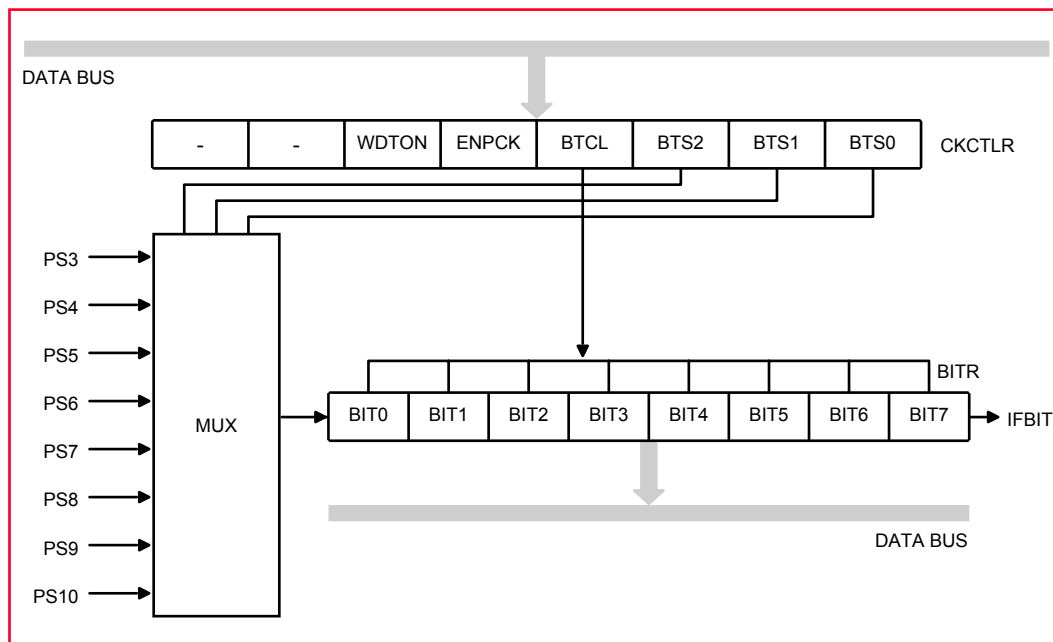 DATA BUS
- - WDTON ENPCK BTCL BTS2 BTS1 BTS0 CKCTLR
PS3
PS4
PS5
PS6
PS7
PS8
PS9
PS10
MUX
BITR
BIT0 BIT1 BIT2 BIT3 BIT4 BIT5 BIT6 BIT7 IFBIT
DATA BUS